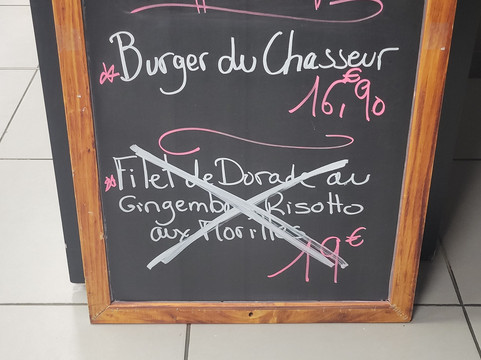 Burger du Chasseur
16,90€
Filet de Dorade au
Gingembre Risotto
aux Morilles
19€